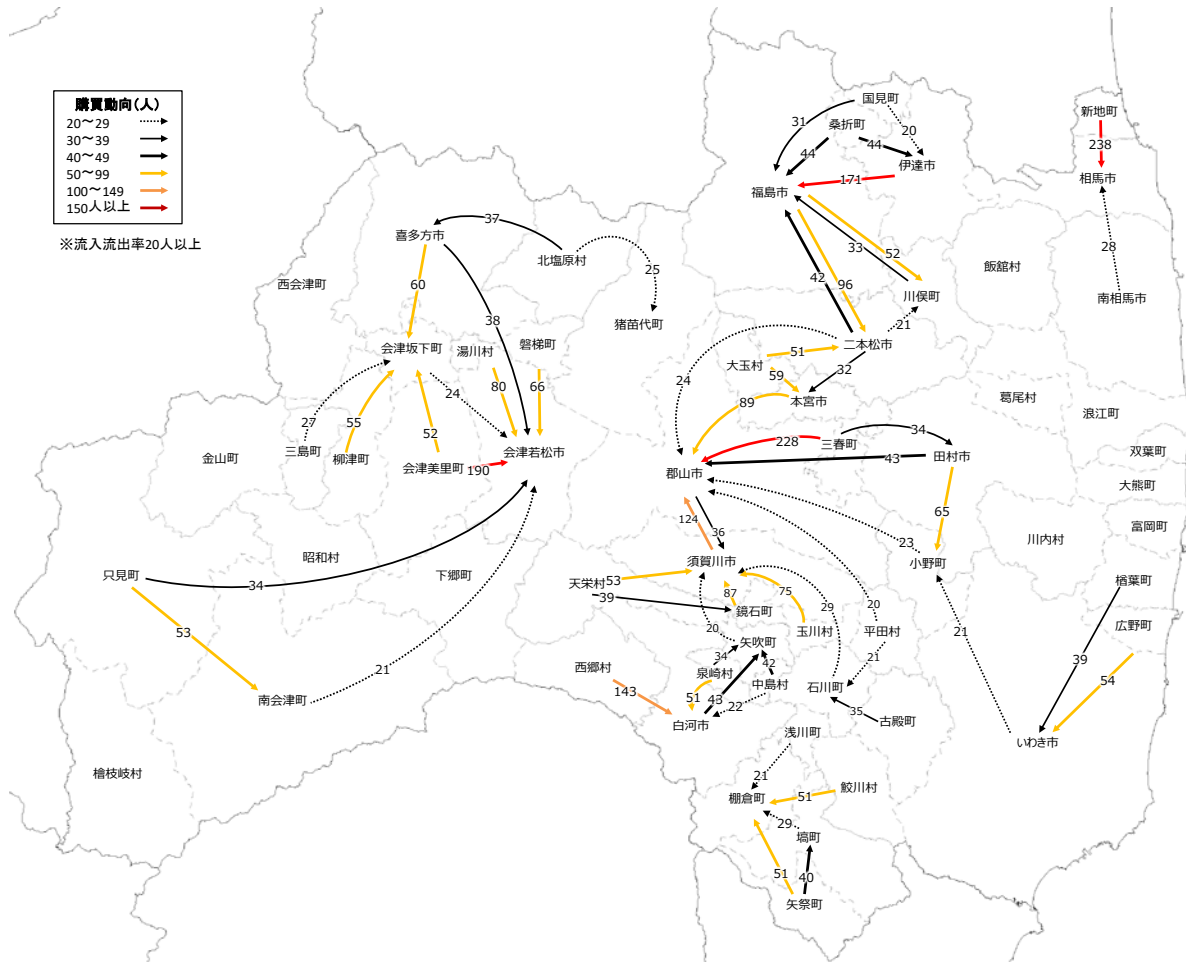 購買動向(人)
20～29
30～39
40～49
50～99
100～149
150人以上
※流入流出率20人以上
国見町
新地町
31
桑折町
20
44
44
238
伊達市
171
相馬市
福島市
37
喜多方市
33
52
28
北塩原村
25
飯舘村
西会津町
60
42
96
川俣町
南相馬市
猪苗代町
38
21
会津坂下町
湯川村
磐梯町
二本松市
51
大玉村
32
24
80
66
24
59
葛尾村
本宮市
89
浪江町
27
55
52
34
228
三春町
金山町
三島町
柳津町
会津若松市
田村市
双葉町
会津美里町
190
43
郡山市
大熊町
65
124
36
富岡町
川内村
23
昭和村
須賀川市
小野町
只見町
下郷町
天栄村
53
楢葉町
34
39
87
75
29
20
鏡石町
広野町
53
20
玉川村
平田村
21
矢吹町
21
34
42
21
39
西郷村
泉崎村
54
143
中島村
石川町
南会津町
51
43
22
35
白河市
古殿町
浅川町
いわき市
檜枝岐村
21
鮫川村
棚倉町
51
29
塙町
51
40
矢祭町